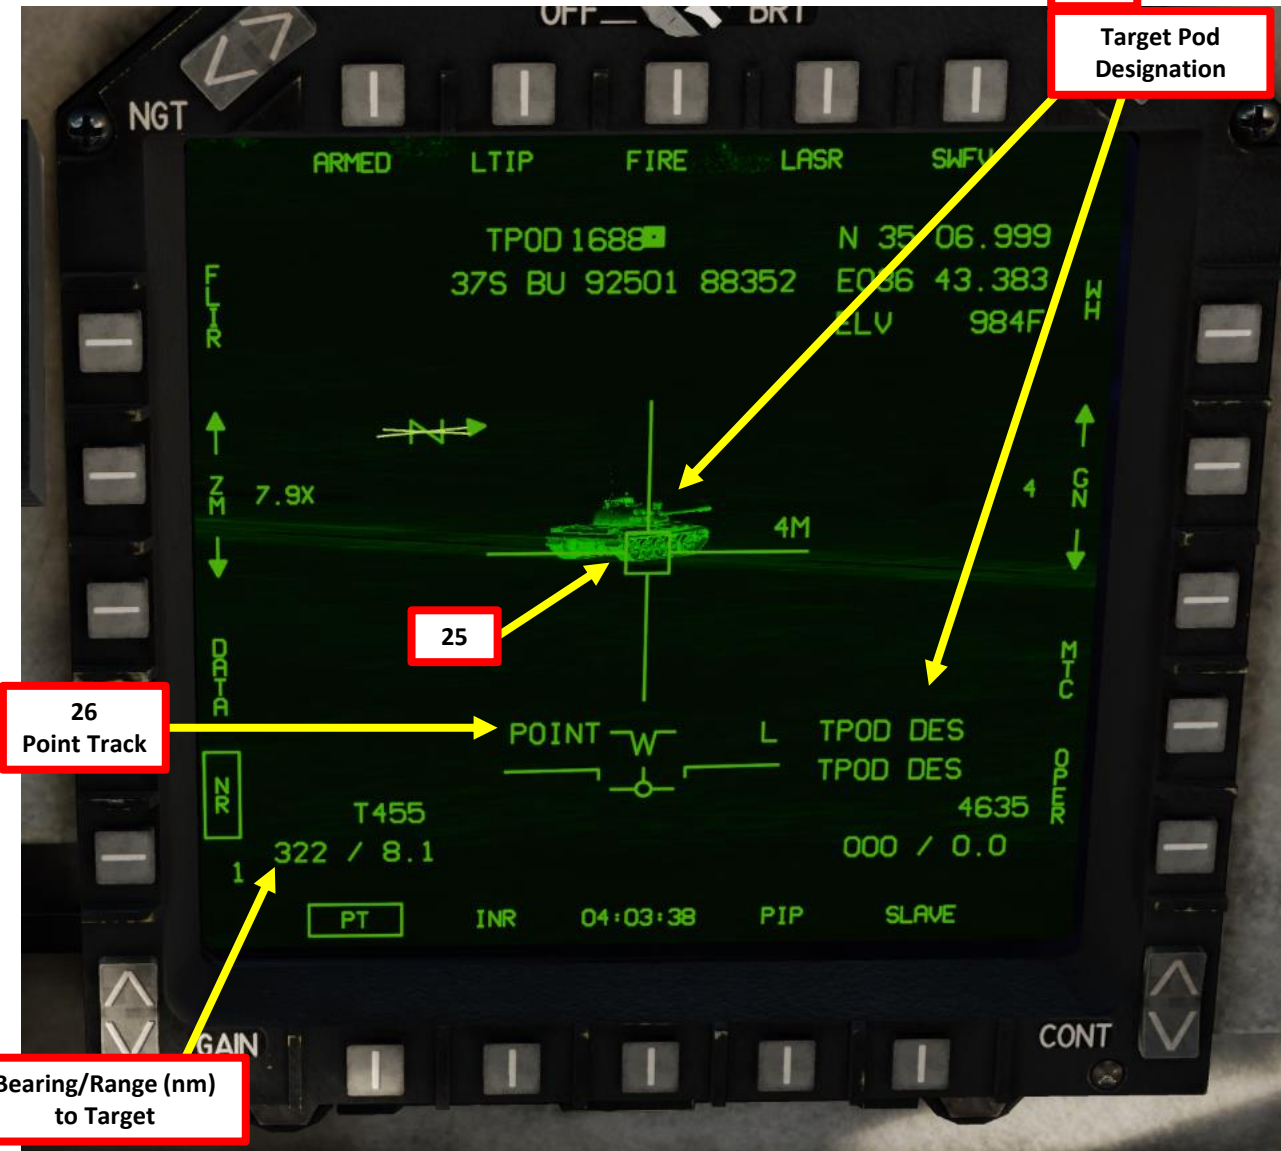 OFF BRT
Target Pod
Designation
NGT
ARMED LTIP FIRE LASR
TPOD 1688 N 35 06.999
37S BU 92501 88352 E036 43.383
ELV 984F
FLIR
WH
ZM 7.9X
4 GN
4M
25
DATA
MTC
26
Point Track
POINT W L TPOD DES
TPOD DES
NR
OPER
T455 4635
322 / 8.1 000 / 0.0
1
PT INR 04:03:38 PIP SLAVE
GAIN CONT
Bearing/Range (nm)
to Target